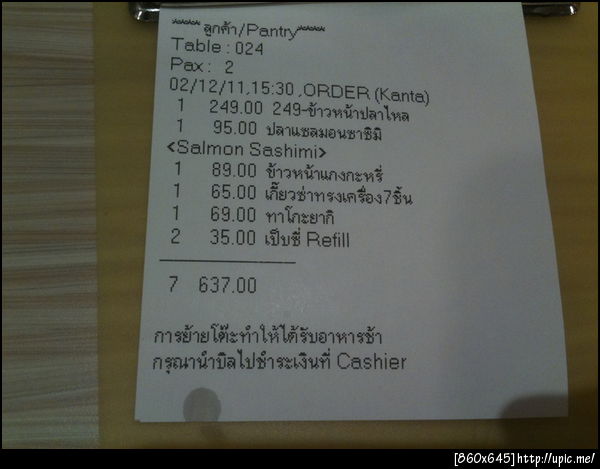 ****ลูกค้า/Pantry****
Table : 024
Pax : 2
02/12/11,15:30 ,ORDER (Kanta)
1 249.00 249-ข้าวหน้าปลาไหล
1 95.00 ปลาแซลมอนซาชิมิ
<Salmon Sashimi>
1 89.00 ข้าวหน้าแกงกะหรี่
1 65.00 เกี๊ยวซ่าทรงเครื่อง7ชิ้น
1 69.00 ทาโกะยากิ
2 35.00 เป๊บซี่ Refill
7 637.00
การย้ายโต๊ะทำให้ได้รับอาหารช้า
กรุณานำบิลไปชำระเงินที่ Cashier
[860x645]http://upic.me/